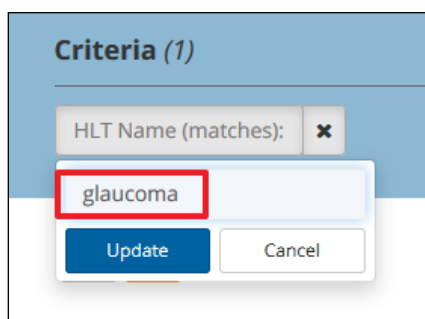 Criteria (1)
HLT Name (matches): ✖
glaucoma
Update Cancel